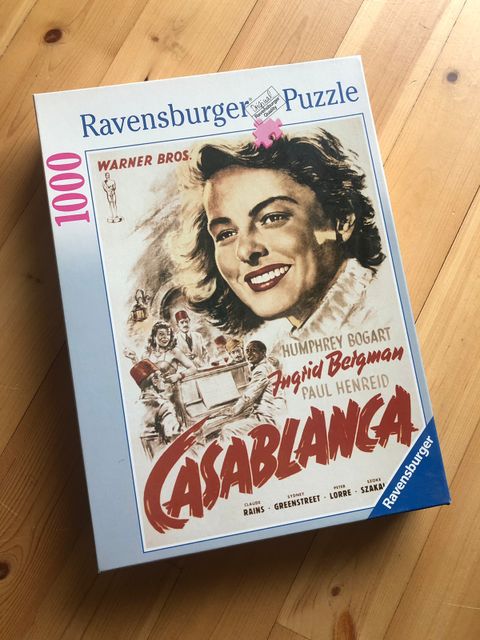 Ravensburger Puzzle
1000
WARNER BROS.
HUMPHREY BOGART
Ingrid Bergman
PAUL HENREID
CASABLANCA
CLAUDE RAINS · SYDNEY GREENSTREET · PETER LORRE · SZAKAL
Ravensburger